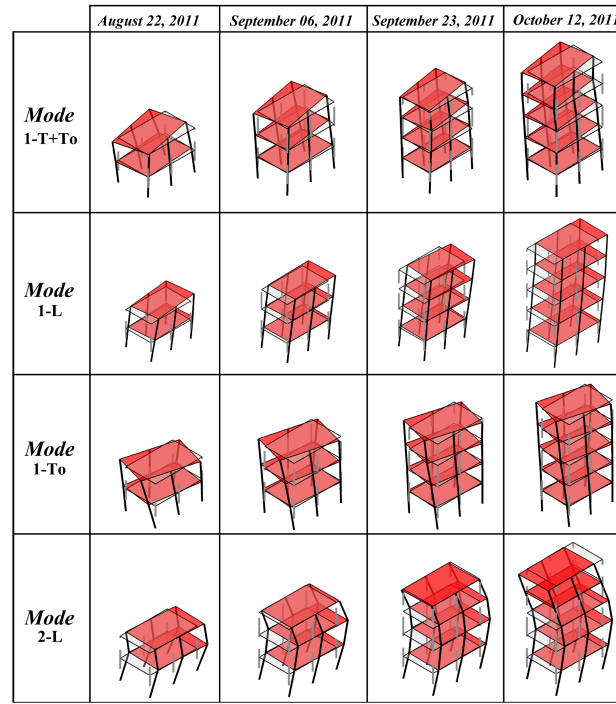 August 22, 2011 September 06, 2011 September 23, 2011 October 12, 2011
Mode
1-T+To
Mode
1-L
Mode
1-To
Mode
2-L